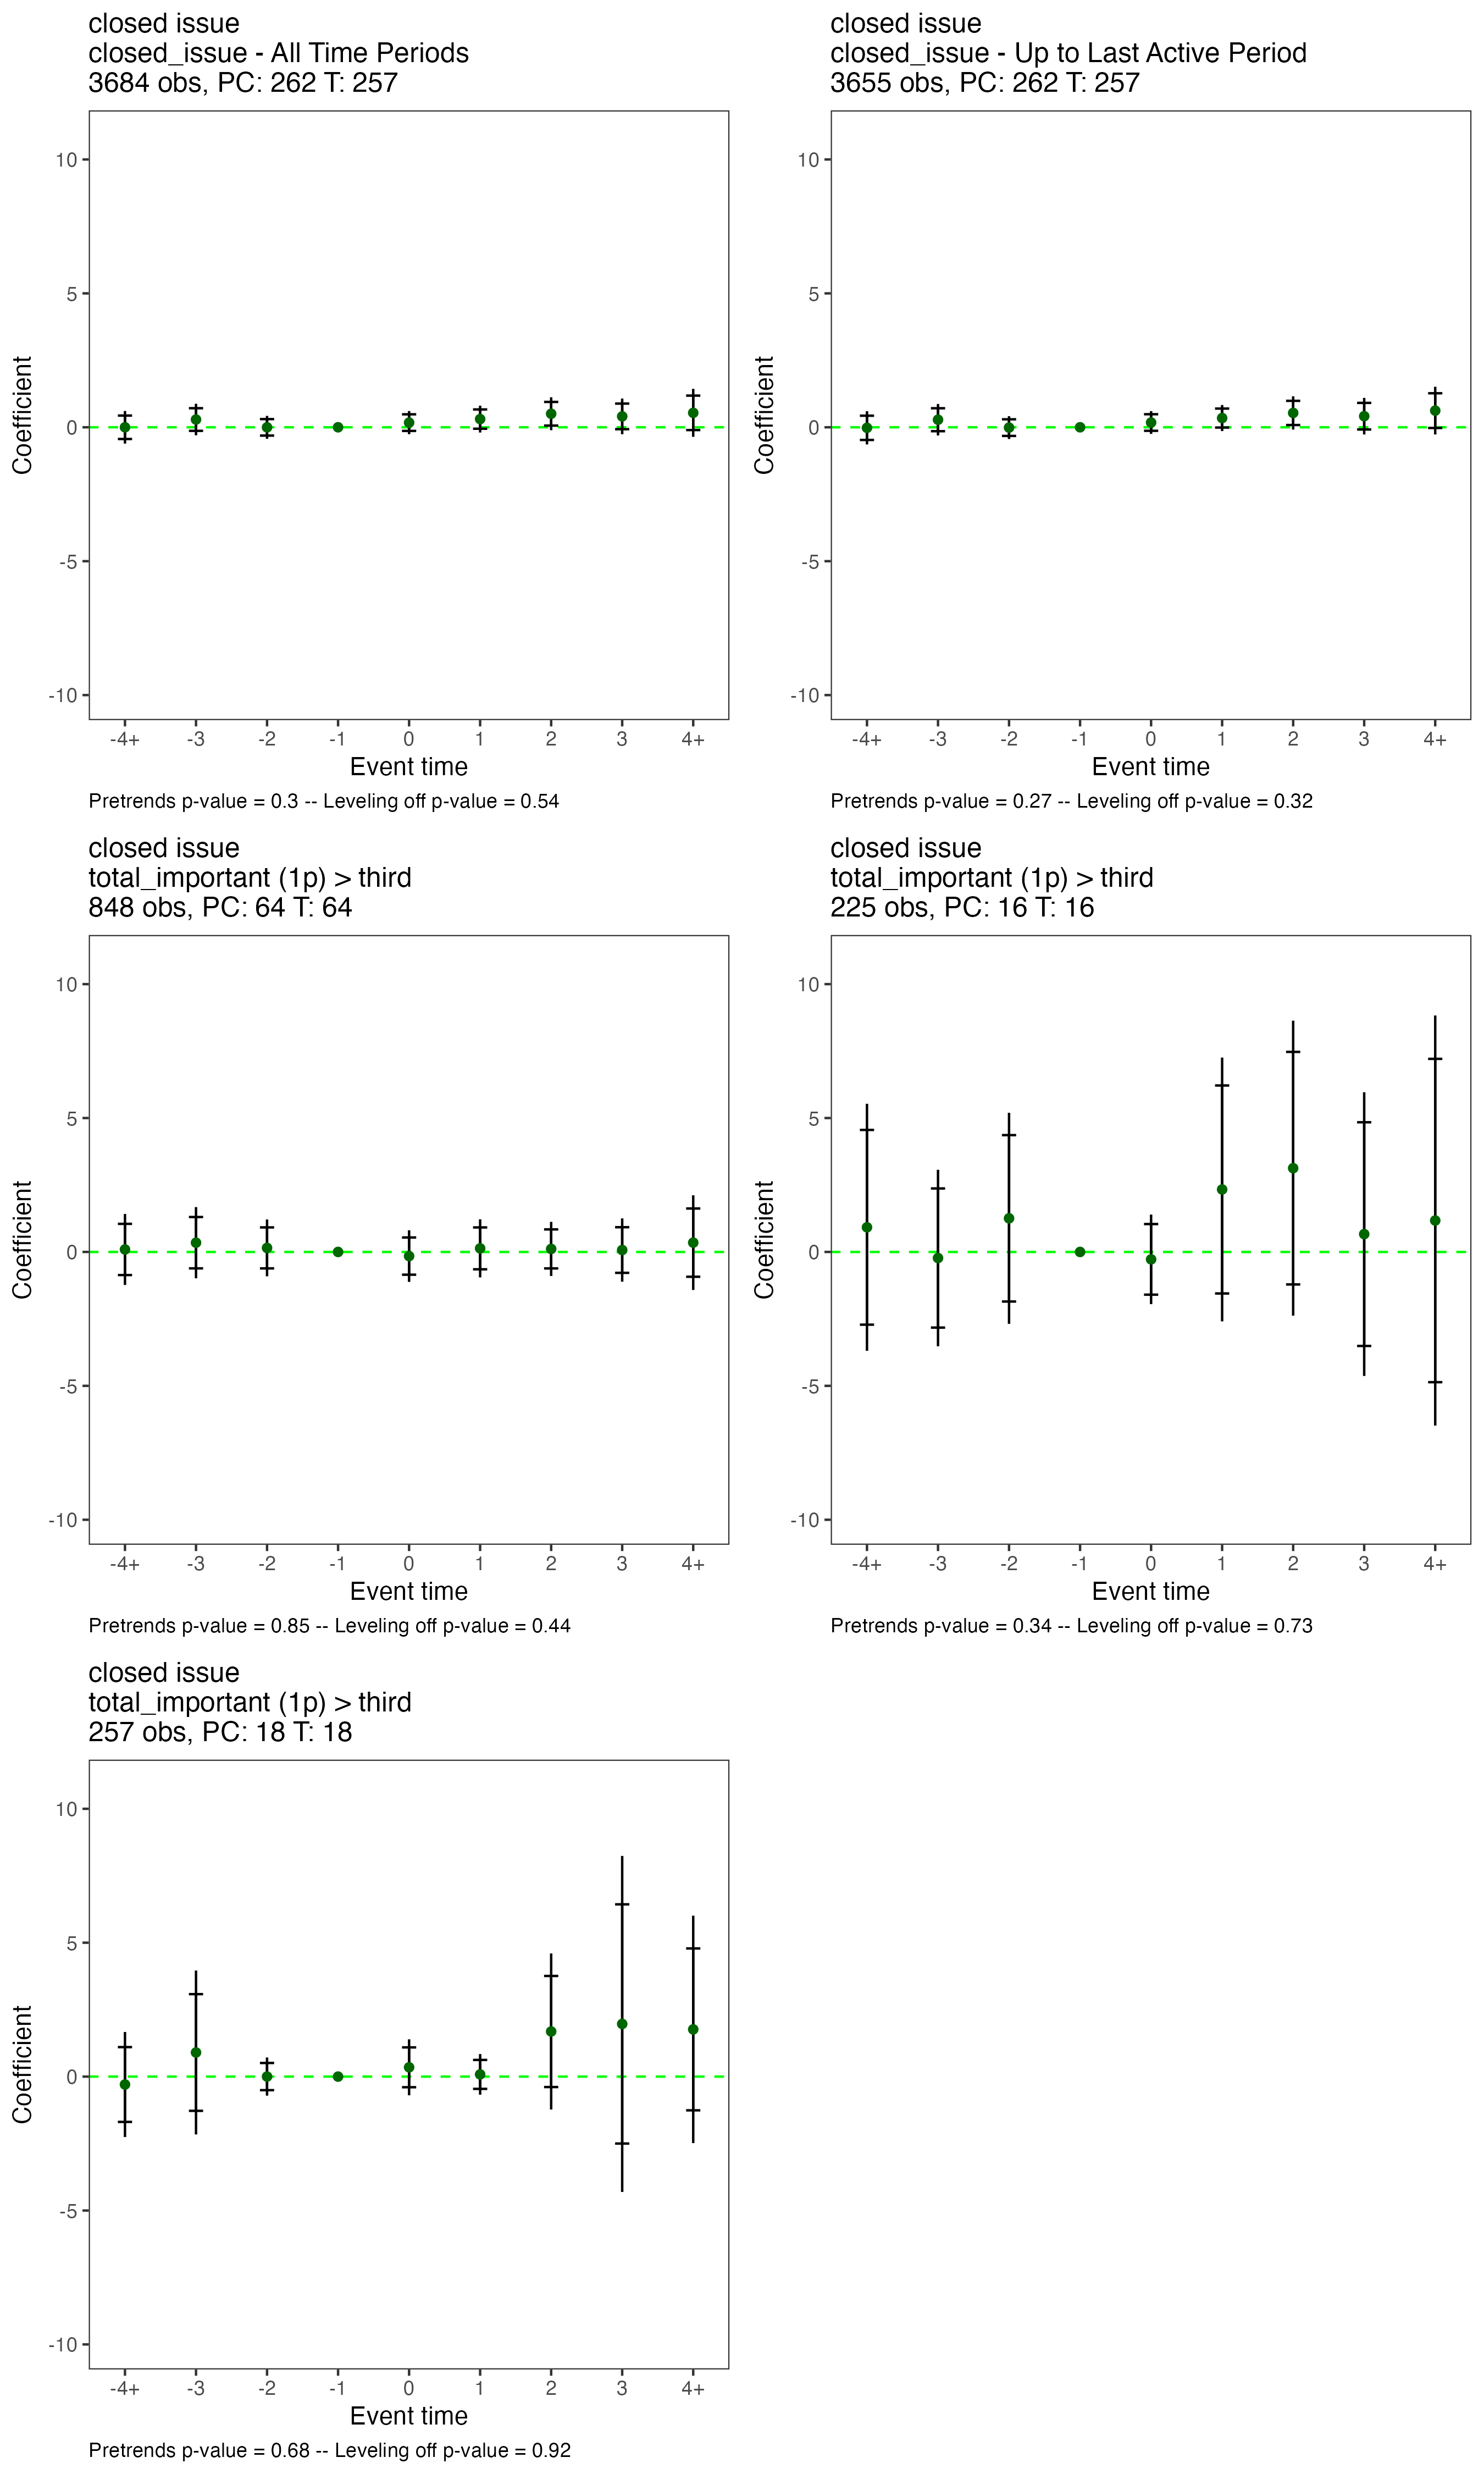 closed issue
closed_issue - All Time Periods
3684 obs, PC: 262 T: 257
10
5
0
-5
-10
Coefficient
-4+ -3 -2 -1 0 1 2 3 4+
Event time
Pretrends p-value = 0.3 -- Leveling off p-value = 0.54
closed issue
closed_issue - Up to Last Active Period
3655 obs, PC: 262 T: 257
10
5
0
-5
-10
Coefficient
-4+ -3 -2 -1 0 1 2 3 4+
Event time
Pretrends p-value = 0.27 -- Leveling off p-value = 0.32
closed issue
total_important (1p) > third
848 obs, PC: 64 T: 64
10
5
0
-5
-10
Coefficient
-4+ -3 -2 -1 0 1 2 3 4+
Event time
Pretrends p-value = 0.85 -- Leveling off p-value = 0.44
closed issue
total_important (1p) > third
225 obs, PC: 16 T: 16
10
5
0
-5
-10
Coefficient
-4+ -3 -2 -1 0 1 2 3 4+
Event time
Pretrends p-value = 0.34 -- Leveling off p-value = 0.73
closed issue
total_important (1p) > third
257 obs, PC: 18 T: 18
10
5
0
-5
-10
Coefficient
-4+ -3 -2 -1 0 1 2 3 4+
Event time
Pretrends p-value = 0.68 -- Leveling off p-value = 0.92